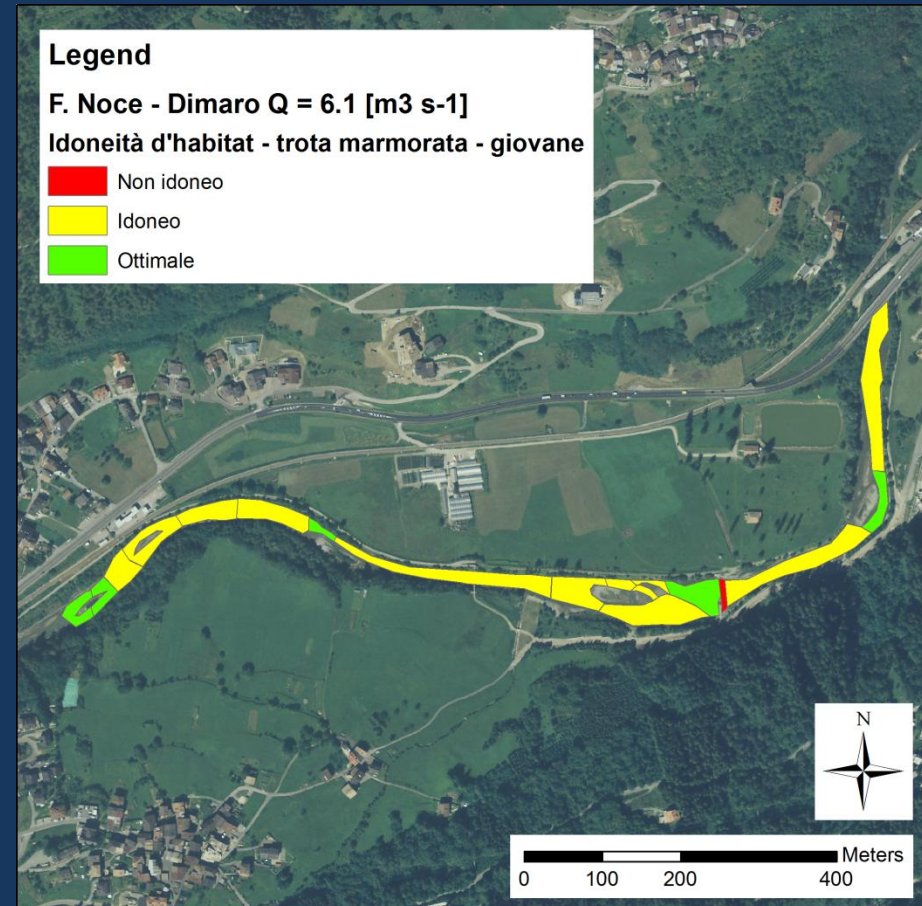 Legend
F. Noce - Dimaro Q = 6.1 [m3 s-1]
Idoneità d'habitat - trota marmorata - giovane
Non idoneo
Idoneo
Ottimale
N
Meters
0 100 200 400